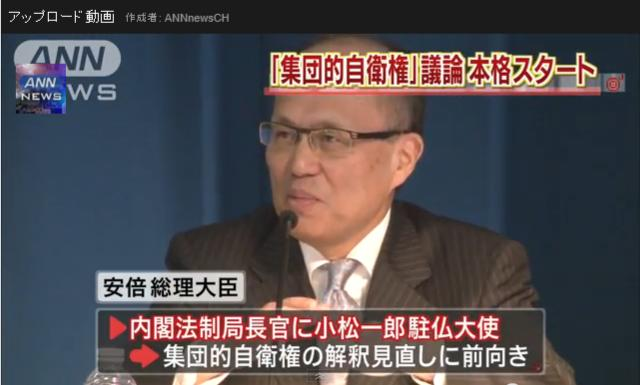 アップロード動画 作成者: ANNnewsCH
ANN
ANN
NEWS
NEWS
「集団的自衛権」議論 本格スタート
安倍総理大臣
▶内閣法制局長官に小松一郎駐仏大使
➡集団的自衛権の解釈見直しに前向き